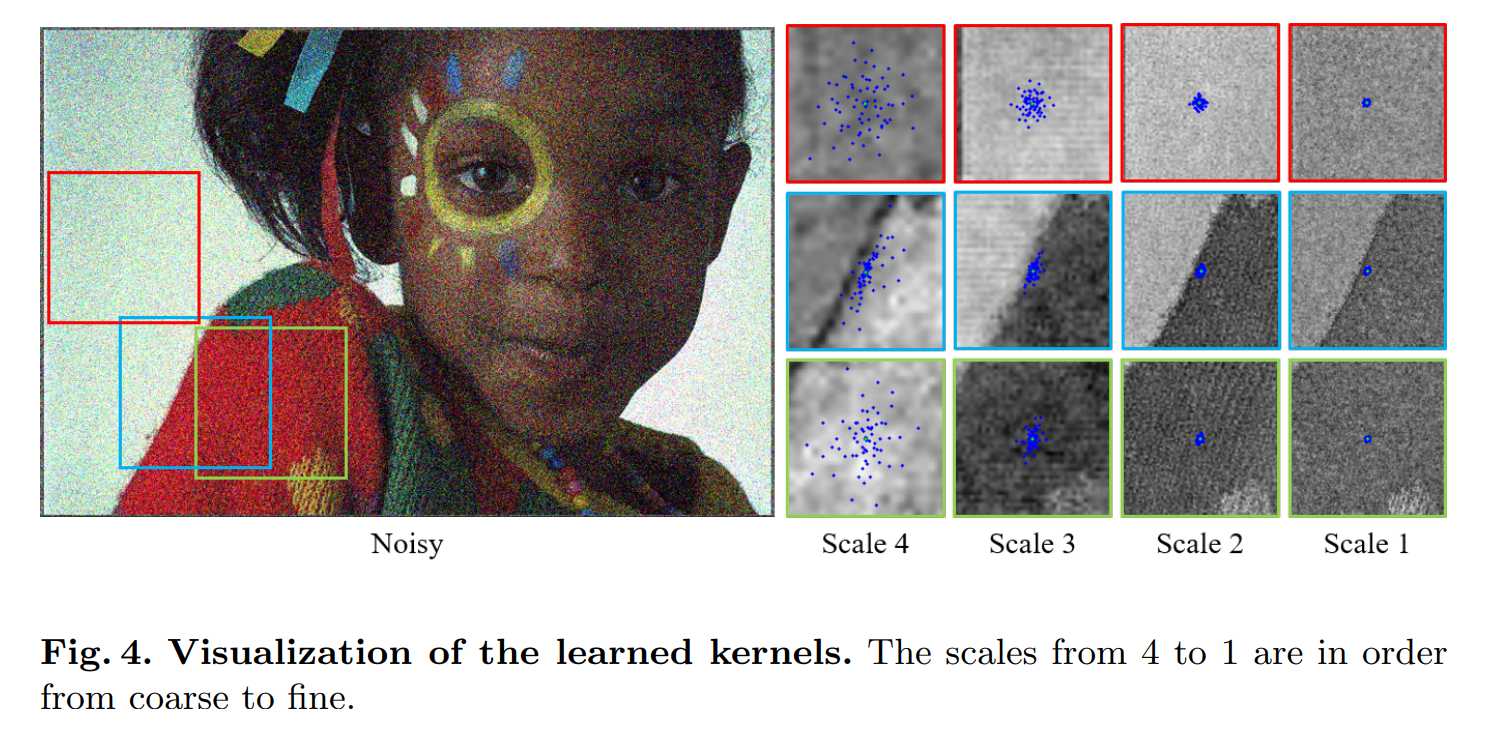 Noisy
Scale 4
Scale 3
Scale 2
Scale 1
Fig. 4. Visualization of the learned kernels. The scales from 4 to 1 are in order
from coarse to fine.